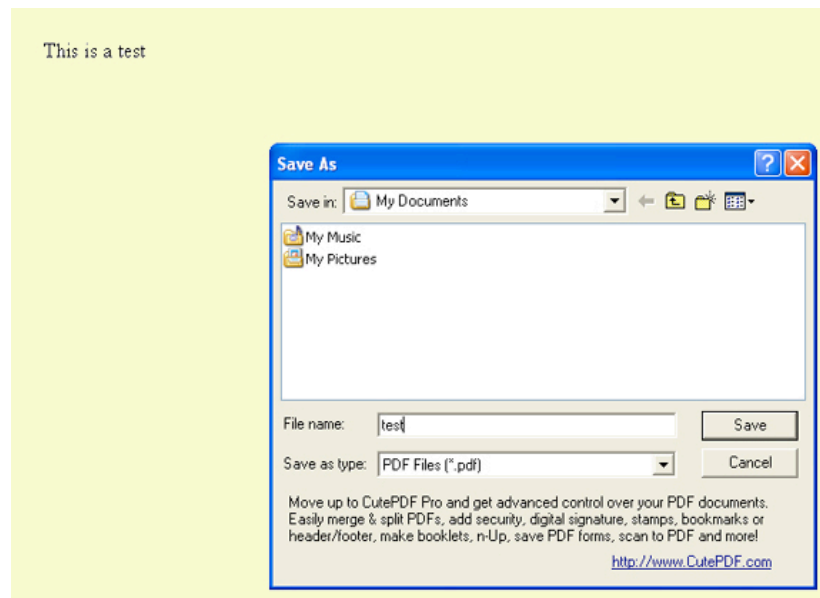 This is a test
Save As
Save in: My Documents
My Music
My Pictures
File name: test
Save
Save as type: PDF Files (*.pdf)
Cancel
Move up to CutePDF Pro and get advanced control over your PDF documents.
Easily merge & split PDFs, add security, digital signature, stamps, bookmarks or
header/footer, make booklets, n-Up, save PDF forms, scan to PDF and more!
http://www.CutePDF.com